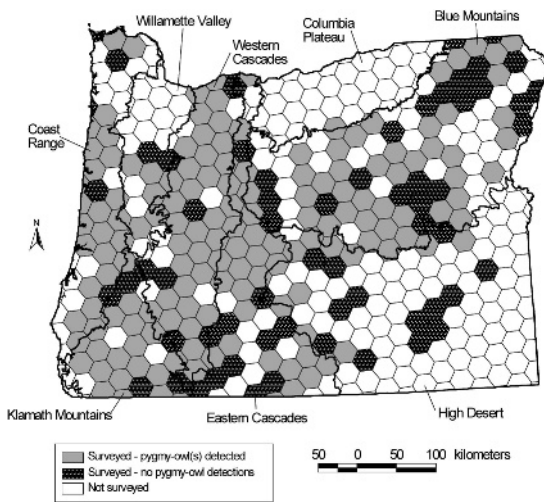 Willamette Valley
Western
Cascades
Columbia
Plateau
Blue Mountains
Coast
Range
N
Klamath Mountains
Eastern Cascades
High Desert
Surveyed - pygmy-owl(s) detected
Surveyed - no pygmy-owl detections
Not surveyed
50 0 50 100 kilometers